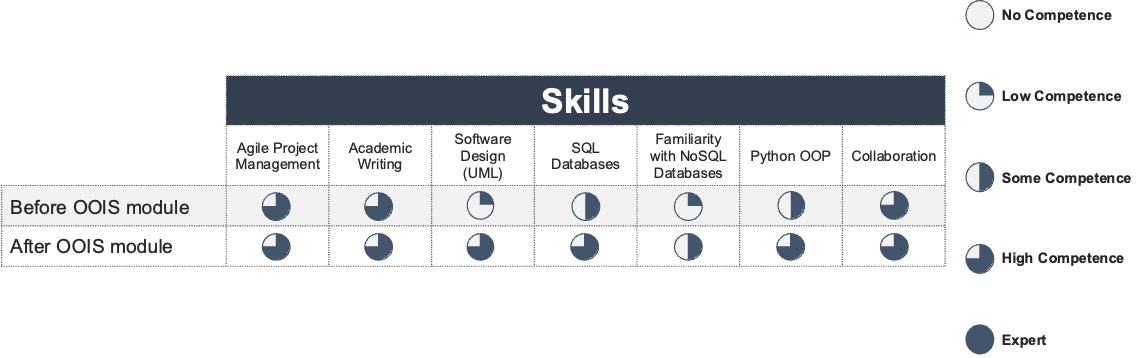 No Competence
Low Competence
Skills
Agile Project
Management
Academic
Writing
Software
Design
(UML)
SQL
Databases
Familiarity
with NoSQL
Databases
Python OOP
Collaboration
Some Competence
Before OOIS module
After OOIS module
High Competence
Expert